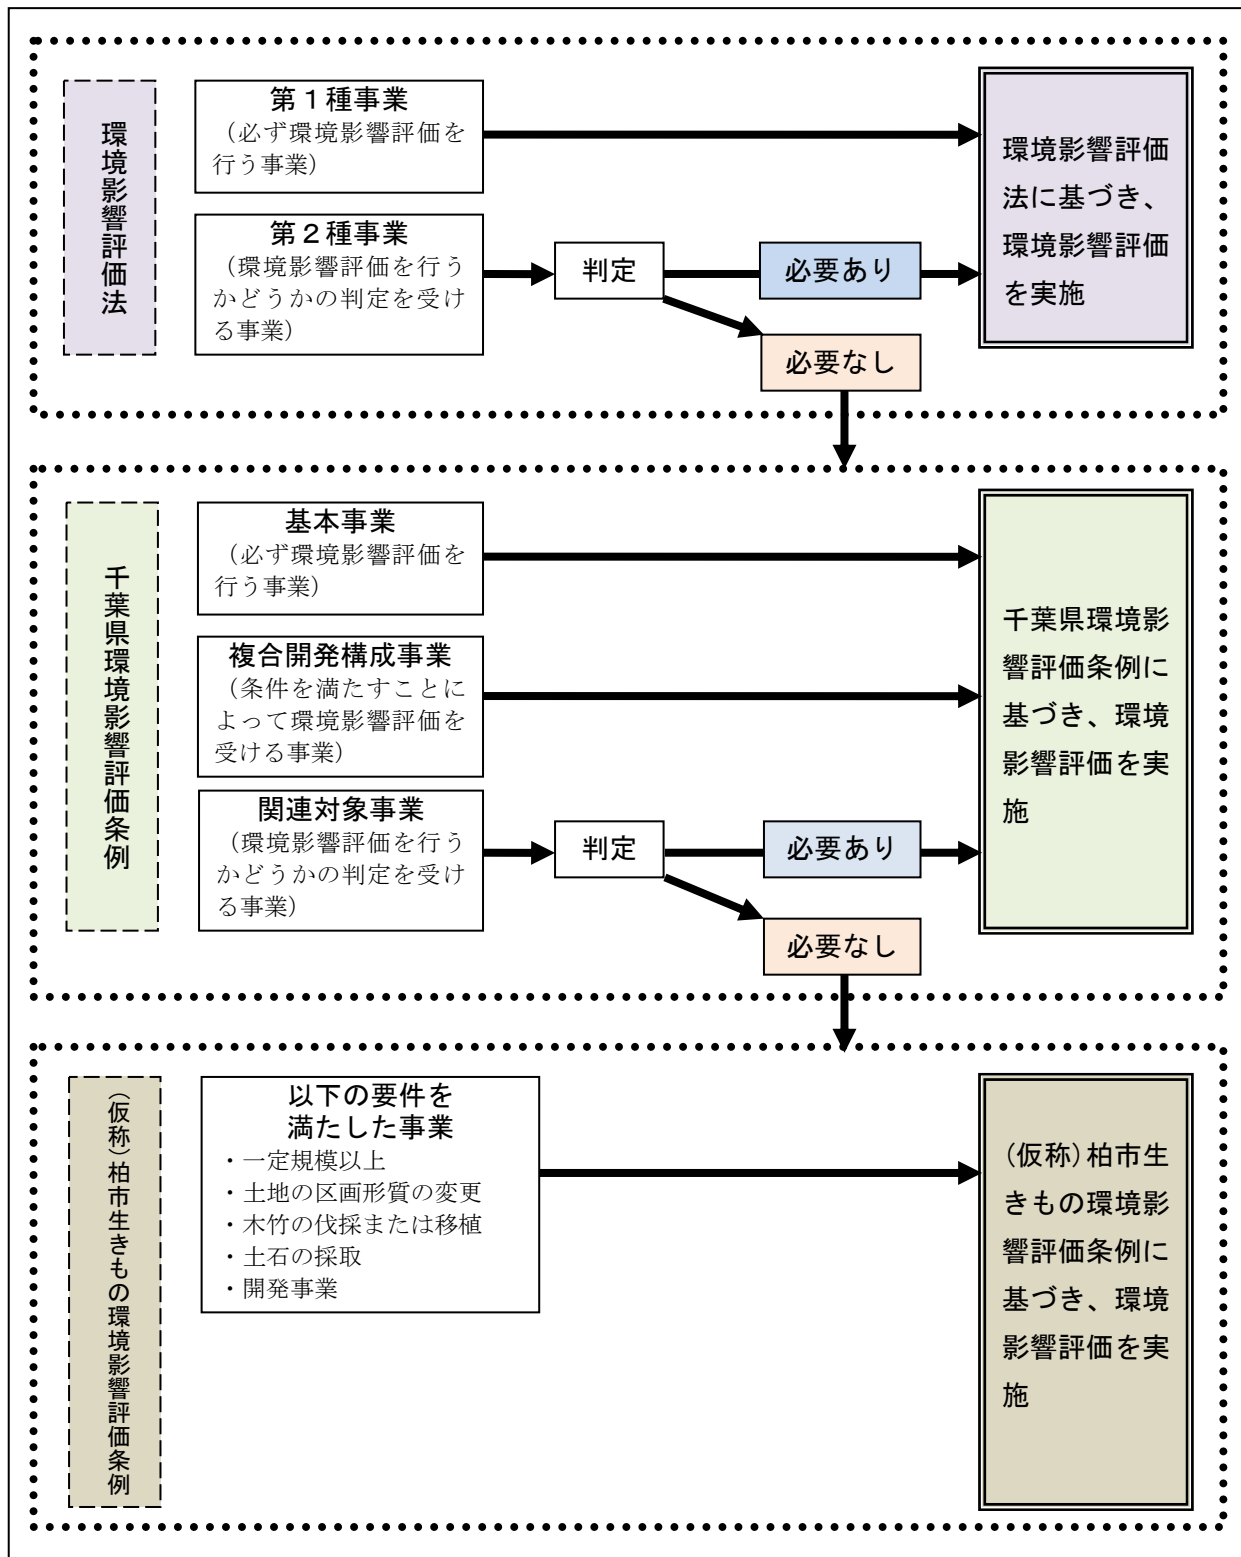 環境影響評価法
第１種事業
（必ず環境影響評価を
行う事業）
第２種事業
（環境影響評価を行う
かどうかの判定を受け
る事業）
判定
必要あり
必要なし
環境影響評価
法に基づき、
環境影響評価
を実施
千葉県環境影響評価条例
基本事業
（必ず環境影響評価を
行う事業）
複合開発構成事業
（条件を満たすことに
よって環境影響評価を
受ける事業）
関連対象事業
（環境影響評価を行う
かどうかの判定を受け
る事業）
判定
必要あり
必要なし
千葉県環境影
響評価条例に
基づき、環境
影響評価を実
施
（仮称）柏市生きもの環境影響評価条例
以下の要件を
満たした事業
・一定規模以上
・土地の区画形質の変更
・木竹の伐採または移植
・土石の採取
・開発事業
（仮称）柏市生
きもの環境影
響評価条例に
基づき、環境
影響評価を実
施